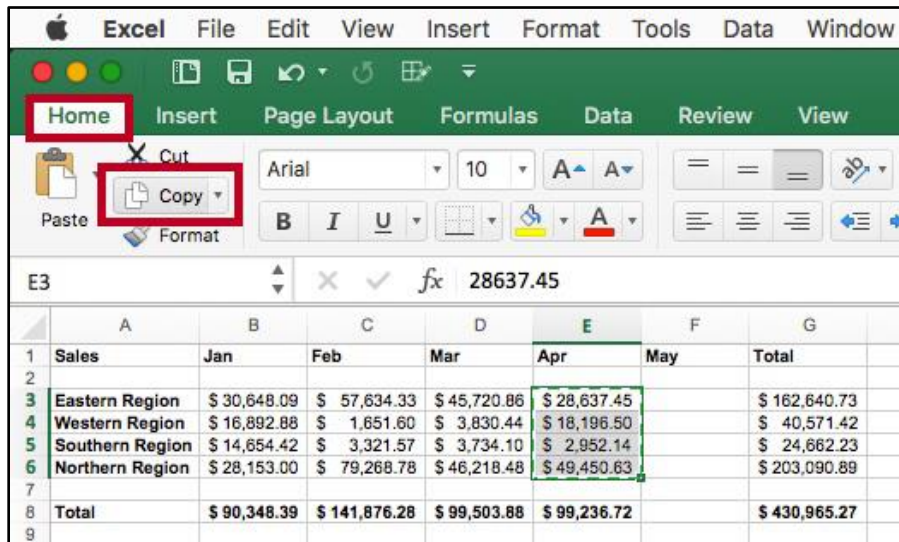 Excel File Edit View Insert Format Tools Data Window
Home Insert Page Layout Formulas Data Review View
Cut
Copy
Paste
Format
Arial 10 A A
B I U A
E3 fx 28637.45
A B C D E F G
1 Sales Jan Feb Mar Apr May Total
2
3 Eastern Region $ 30,648.09 $ 57,634.33 $ 45,720.86 $ 28,637.45 $ 162,640.73
4 Western Region $ 16,892.88 $ 1,651.60 $ 3,830.44 $ 18,196.50 $ 40,571.42
5 Southern Region $ 14,654.42 $ 3,321.57 $ 3,734.10 $ 2,952.14 $ 24,662.23
6 Northern Region $ 28,153.00 $ 79,268.78 $ 46,218.48 $ 49,450.63 $ 203,090.89
7
8 Total $ 90,348.39 $ 141,876.28 $ 99,503.88 $ 99,236.72 $ 430,965.27
9